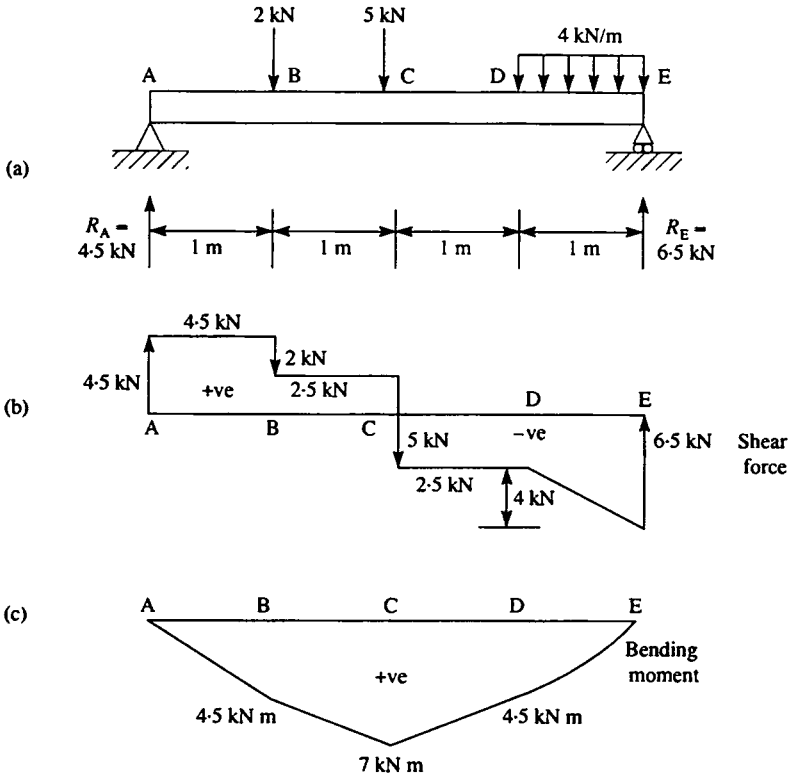 2 kN 5 kN
4 kN/m
A B C D E
(a)
R_A = 4·5 kN
1 m 1 m 1 m 1 m
R_E = 6·5 kN
4·5 kN
4·5 kN
2 kN
+ve
2·5 kN
(b)
A B C D E
5 kN
−ve
6·5 kN
Shear force
2·5 kN
4 kN
(c)
A B C D E
Bending moment
+ve
4·5 kN m
4·5 kN m
7 kN m